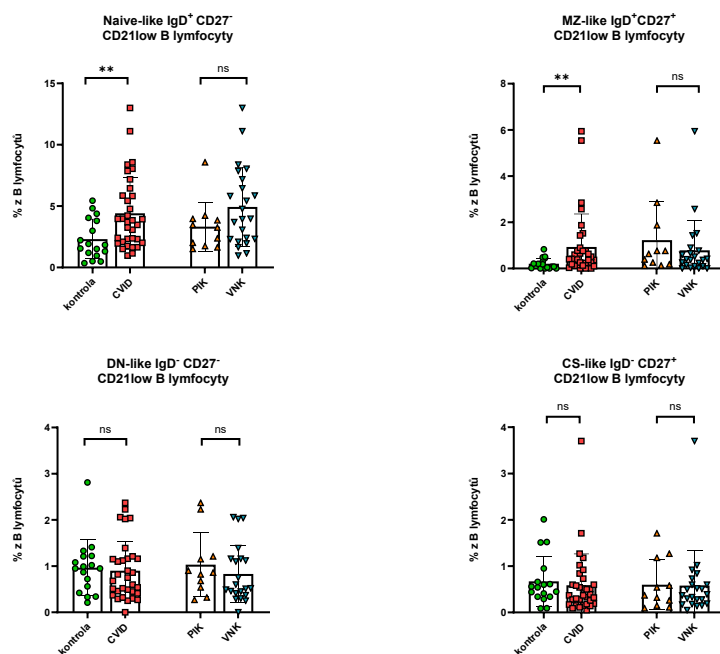 Naive-like IgD⁺ CD27⁻
CD21low B lymfocyty
**
ns
15
10
5
0
% z B lymfocytů
kontrola
CVID
PIK
VNK
MZ-like IgD⁺CD27⁺
CD21low B lymfocyty
**
ns
8
6
4
2
0
% z B lymfocytů
kontrola
CVID
PIK
VNK
DN-like IgD⁻ CD27⁻
CD21low B lymfocyty
ns
ns
4
3
2
1
0
% z B lymfocytů
kontrola
CVID
PIK
VNK
CS-like IgD⁻ CD27⁺
CD21low B lymfocyty
ns
ns
4
3
2
1
0
% z B lymfocytů
kontrola
CVID
PIK
VNK